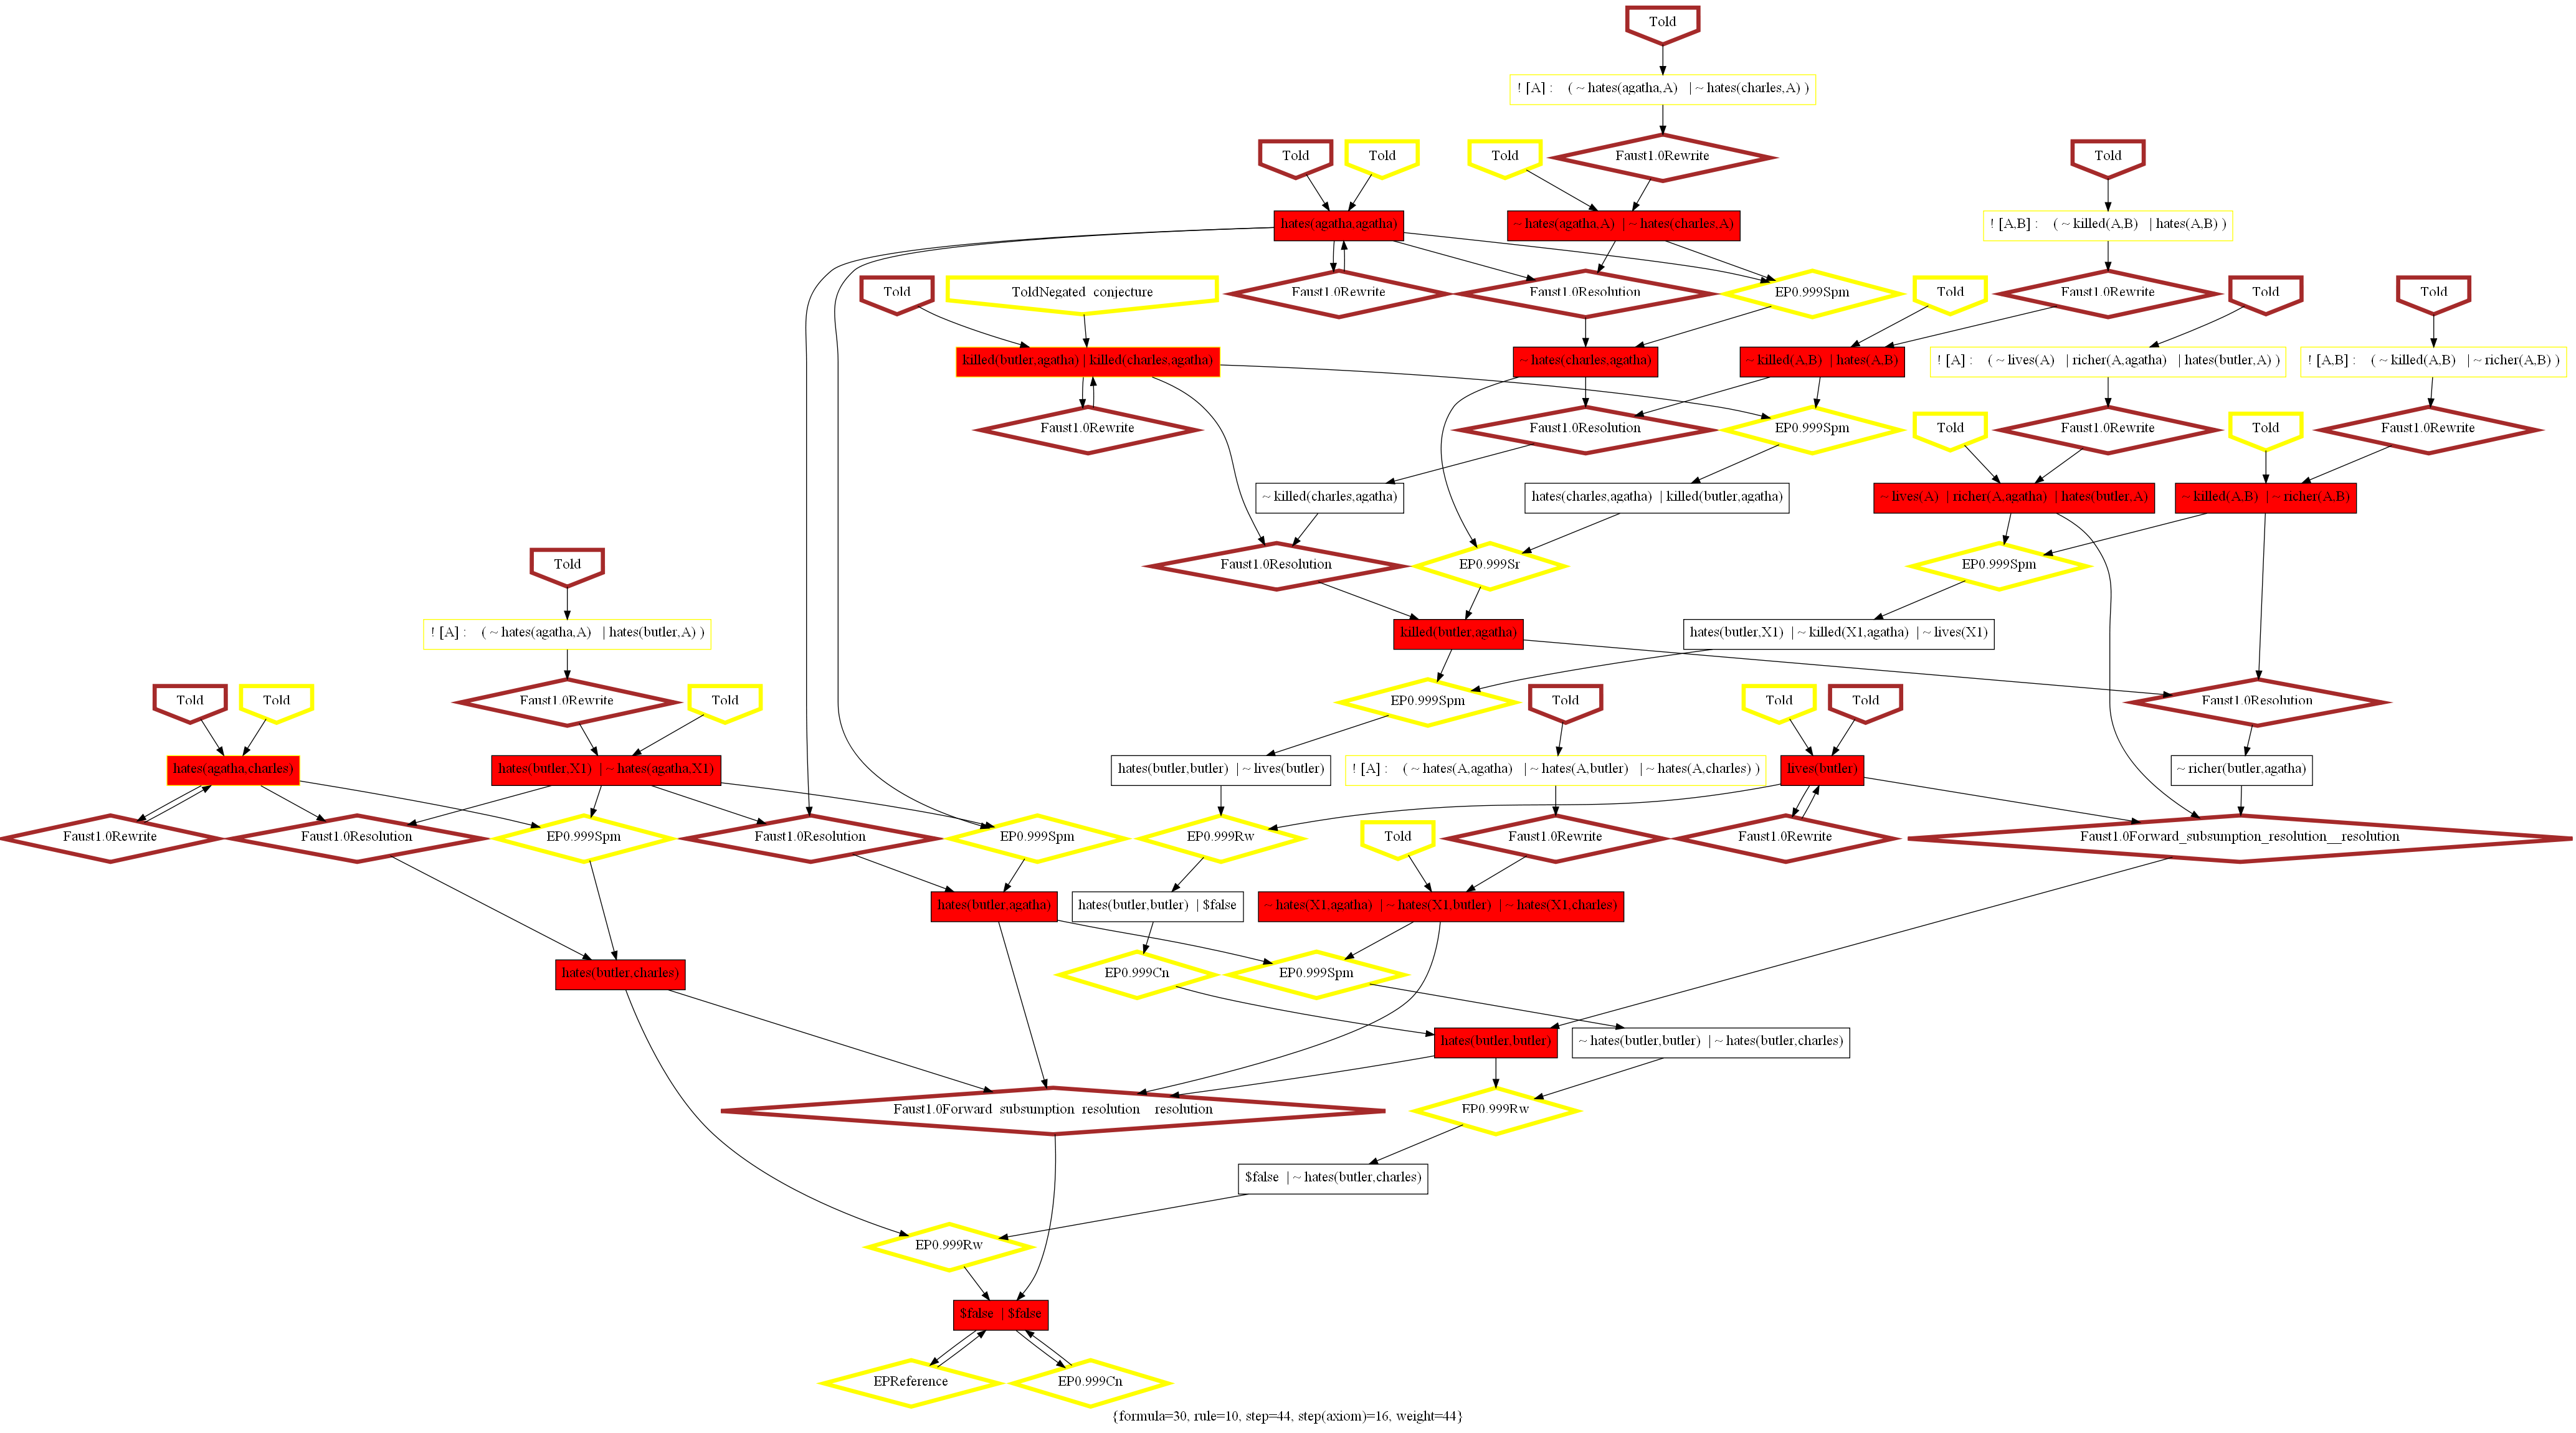 Told
! [A] :   ( ~ hates(agatha,A)   | ~ hates(charles,A) )
Told
Told
Told
Faust1.0Rewrite
Told
hates(agatha,agatha)
~ hates(agatha,A)  | ~ hates(charles,A)
! [A,B] :   ( ~ killed(A,B)   | hates(A,B) )
Told
ToldNegated_conjecture
Faust1.0Rewrite
Faust1.0Resolution
EP0.999Spm
Told
Faust1.0Rewrite
Told
Told
killed(butler,agatha) | killed(charles,agatha)
~ hates(charles,agatha)
~ killed(A,B)  | hates(A,B)
! [A] :   ( ~ lives(A)   | richer(A,agatha)   | hates(butler,A) )
! [A,B] :   ( ~ killed(A,B)   | ~ richer(A,B) )
Faust1.0Rewrite
Faust1.0Resolution
EP0.999Spm
Told
Faust1.0Rewrite
Told
Faust1.0Rewrite
~ killed(charles,agatha)
hates(charles,agatha)  | killed(butler,agatha)
~ lives(A)  | richer(A,agatha)  | hates(butler,A)
~ killed(A,B)  | ~ richer(A,B)
Told
Faust1.0Resolution
EP0.999Sr
EP0.999Spm
! [A] :   ( ~ hates(agatha,A)   | hates(butler,A) )
killed(butler,agatha)
hates(butler,X1)  | ~ killed(X1,agatha)  | ~ lives(X1)
Told
Told
Faust1.0Rewrite
Told
EP0.999Spm
Told
Told
Told
Faust1.0Resolution
hates(agatha,charles)
hates(butler,X1)  | ~ hates(agatha,X1)
hates(butler,butler)  | ~ lives(butler)
! [A] :   ( ~ hates(A,agatha)   | ~ hates(A,butler)   | ~ hates(A,charles) )
lives(butler)
~ richer(butler,agatha)
Faust1.0Rewrite
Faust1.0Resolution
EP0.999Spm
Faust1.0Resolution
EP0.999Spm
EP0.999Rw
Told
Faust1.0Rewrite
Faust1.0Rewrite
Faust1.0Forward_subsumption_resolution__resolution
hates(butler,agatha)
hates(butler,butler)  | $false
~ hates(X1,agatha)  | ~ hates(X1,butler)  | ~ hates(X1,charles)
hates(butler,charles)
EP0.999Cn
EP0.999Spm
hates(butler,butler)
~ hates(butler,butler)  | ~ hates(butler,charles)
Faust1.0Forward_subsumption_resolution__resolution
EP0.999Rw
$false  | ~ hates(butler,charles)
EP0.999Rw
$false  | $false
EPReference
EP0.999Cn
{formula=30, rule=10, step=44, step(axiom)=16, weight=44}